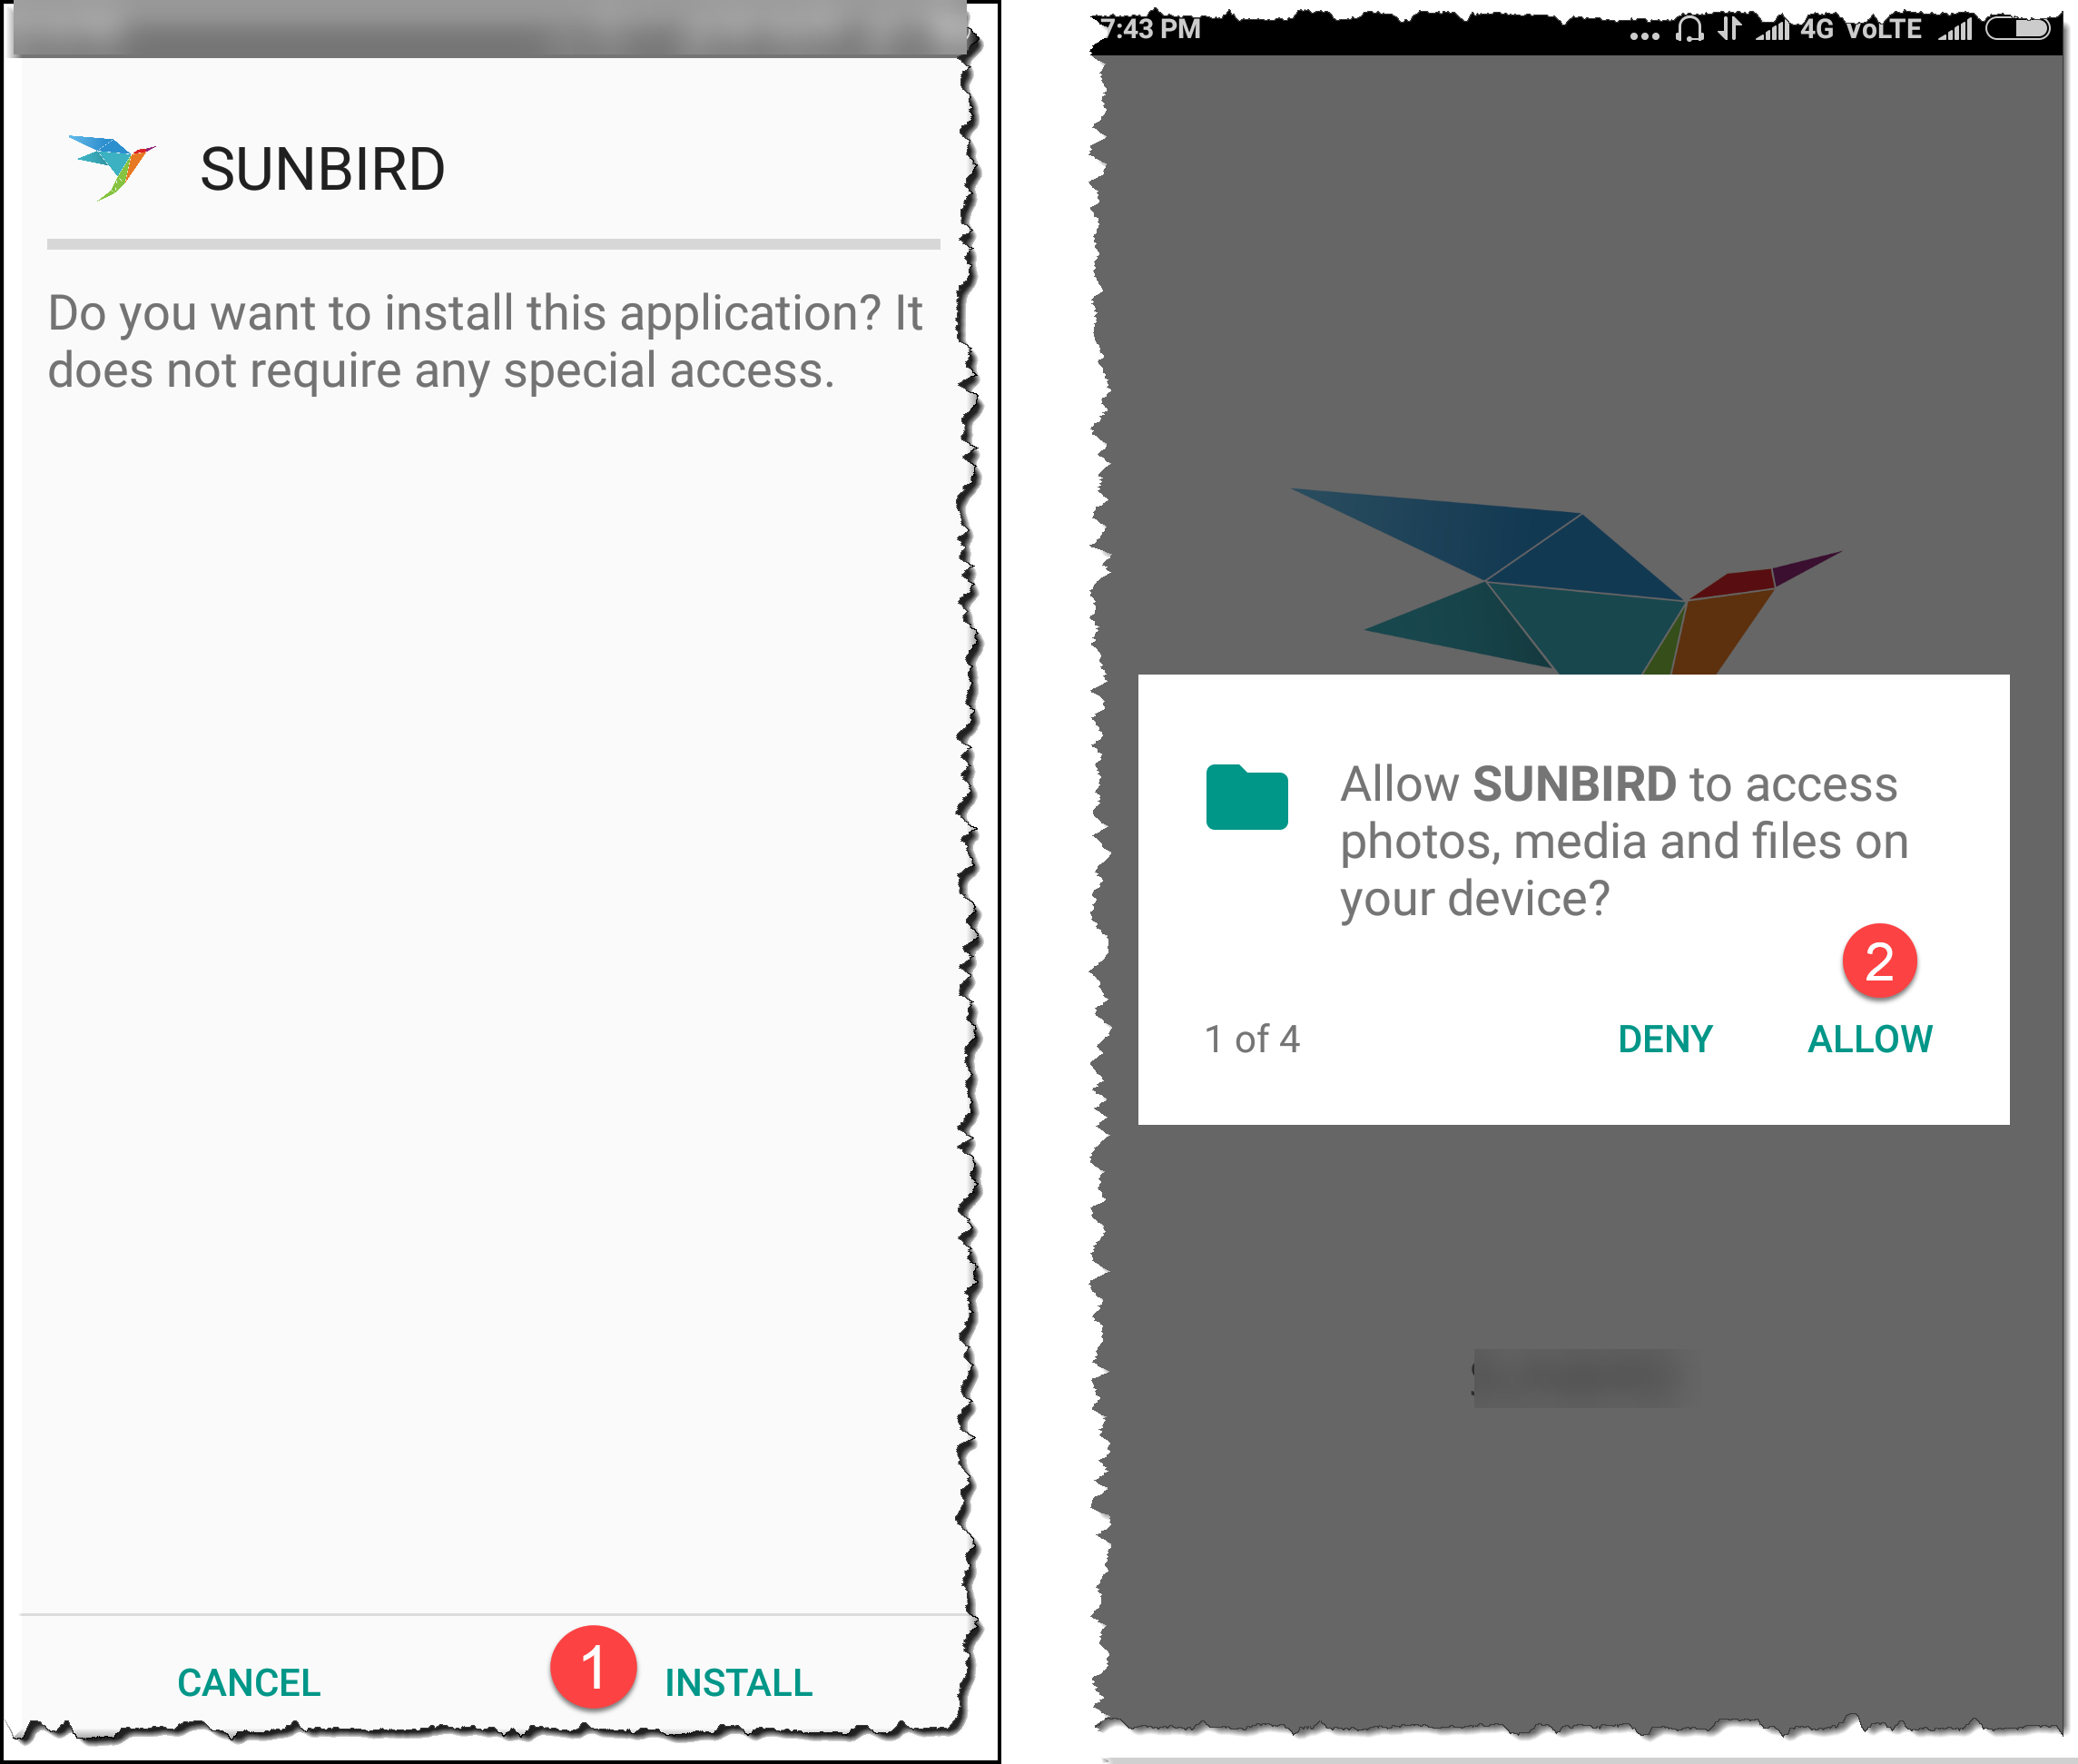 SUNBIRD
Do you want to install this application? It
does not require any special access.
CANCEL
1
INSTALL
7:43 PM
4G VoLTE
Allow SUNBIRD to access
photos, media and files on
your device?
2
1 of 4
DENY
ALLOW